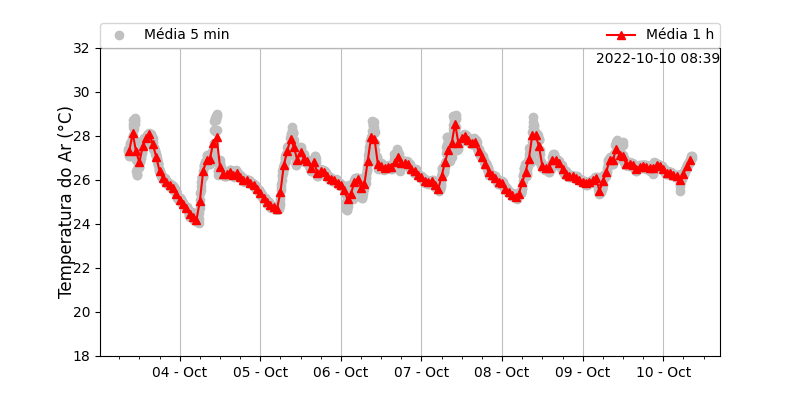 Média 5 min
Média 1 h
2022-10-10 08:39
Temperatura do Ar (°C)
32
30
28
26
24
22
20
18
04 - Oct
05 - Oct
06 - Oct
07 - Oct
08 - Oct
09 - Oct
10 - Oct